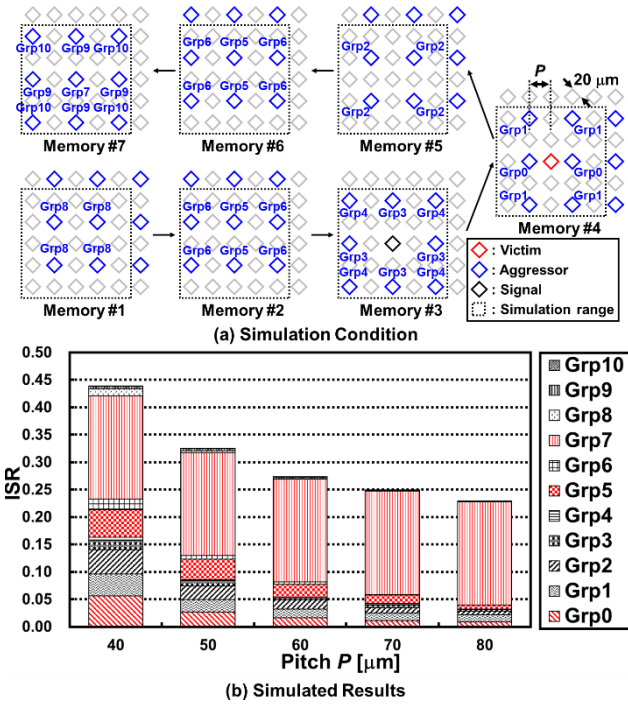 Grp10 Grp9 Grp10
Grp9 Grp7 Grp9
Grp10 Grp9 Grp10
Memory #7
Grp6 Grp5 Grp6
Grp6 Grp5 Grp6
Memory #6
Grp2 Grp2
Grp2 Grp2
Memory #5
P
20 μm
Grp1 Grp1
Grp0 Grp0
Grp1 Grp1
Memory #4
Grp8 Grp8
Grp8 Grp8
Memory #1
Grp6 Grp5 Grp6
Grp6 Grp5 Grp6
Memory #2
Grp4 Grp3 Grp4
Grp3 Grp3
Grp4 Grp3 Grp4
Memory #3
: Victim
: Aggressor
: Signal
: Simulation range
(a) Simulation Condition
ISR
0.50
0.45
0.40
0.35
0.30
0.25
0.20
0.15
0.10
0.05
0.00
40 50 60 70 80
Pitch P [μm]
Grp10
Grp9
Grp8
Grp7
Grp6
Grp5
Grp4
Grp3
Grp2
Grp1
Grp0
(b) Simulated Results